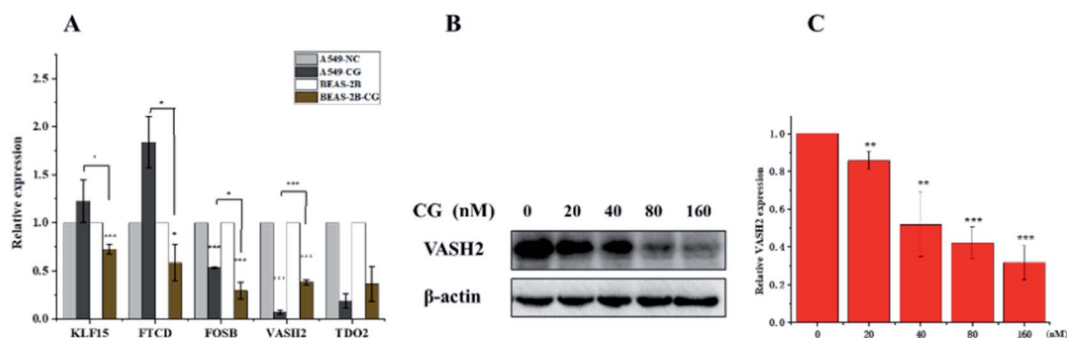 A
B
C
A549-NC
A549-CG
BEAS-2B
BEAS-2B-CG
Relative expression
2.5
2.0
1.5
1.0
0.5
0.0
*
*
*
***
*
***
***
***
***
***
***
KLF15
FTCD
FOSB
VASH2
TDO2
CG (nM)
0 20 40 80 160
VASH2
β-actin
Relative VASH2 expression
1.0
0.8
0.6
0.4
0.2
0.0
**
**
***
***
0 20 40 80 160 (nM)